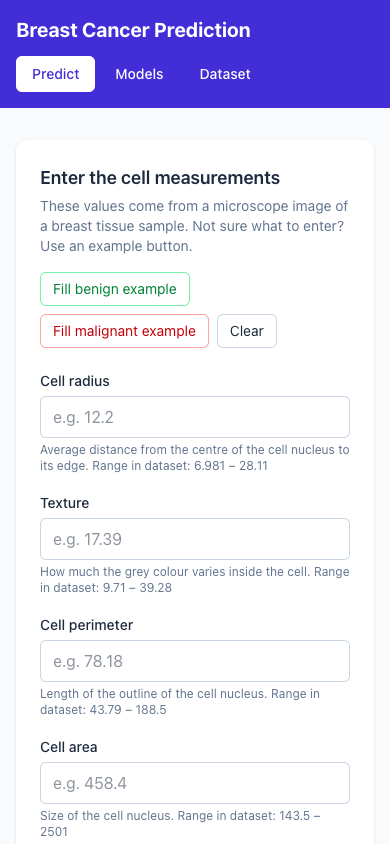 Breast Cancer Prediction
Predict Models Dataset
Enter the cell measurements
These values come from a microscope image of
a breast tissue sample. Not sure what to enter?
Use an example button.
Fill benign example
Fill malignant example Clear
Cell radius
e.g. 12.2
Average distance from the centre of the cell nucleus to
its edge. Range in dataset: 6.981 – 28.11
Texture
e.g. 17.39
How much the grey colour varies inside the cell. Range
in dataset: 9.71 – 39.28
Cell perimeter
e.g. 78.18
Length of the outline of the cell nucleus. Range in
dataset: 43.79 – 188.5
Cell area
e.g. 458.4
Size of the cell nucleus. Range in dataset: 143.5 –
2501